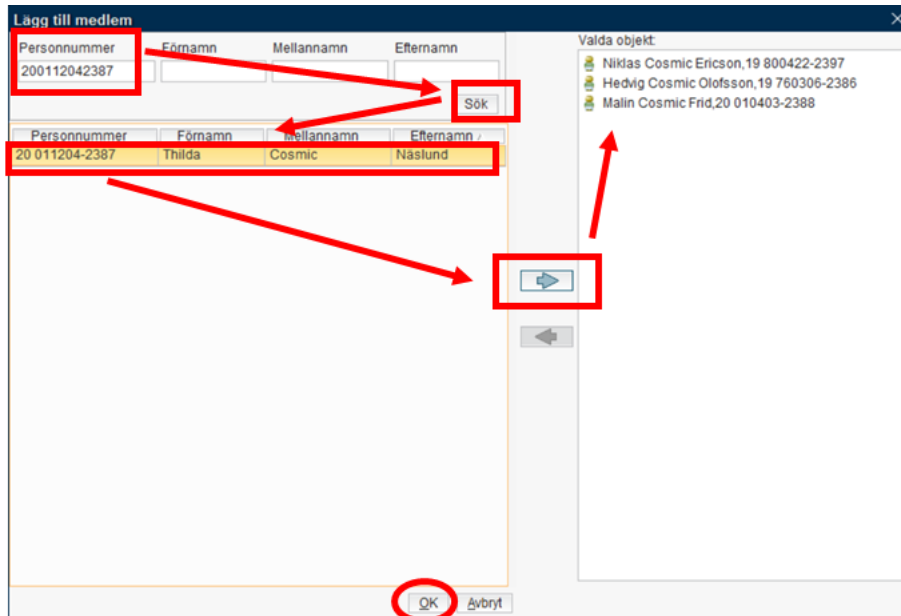 Lägg till medlem
Personnummer Förnamn Mellannamn Efternamn
200112042387
Sök
Personnummer Förnamn Mellannamn Efternamn
20 011204-2387 Thilda Cosmic Näslund
Valda objekt:
Niklas Cosmic Ericson,19 800422-2397
Hedvig Cosmic Olofsson,19 760306-2386
Malin Cosmic Frid,20 010403-2388
OK Avbryt